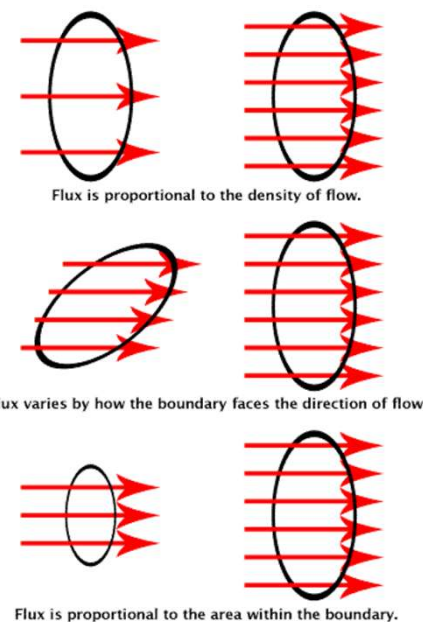 Flux is proportional to the density of flow.
lux varies by how the boundary faces the direction of flow
Flux is proportional to the area within the boundary.